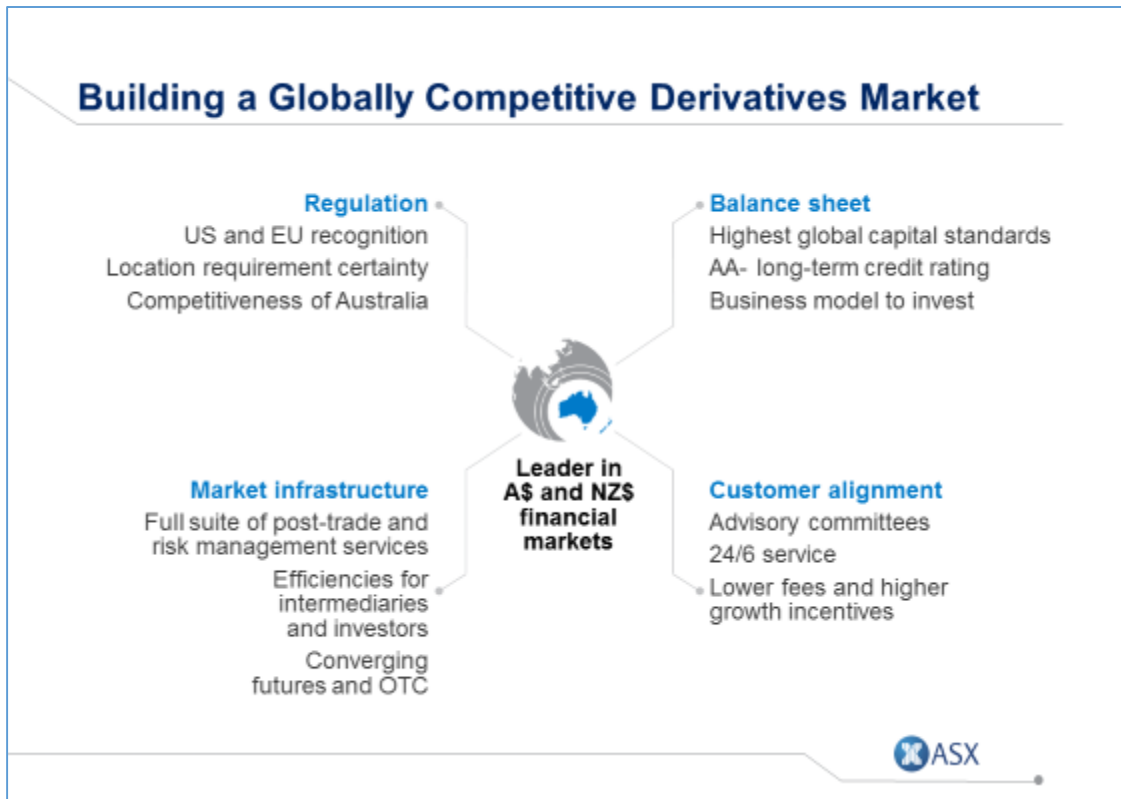 Building a Globally Competitive Derivatives Market
Regulation
US and EU recognition
Location requirement certainty
Competitiveness of Australia
Balance sheet
Highest global capital standards
AA- long-term credit rating
Business model to invest
Leader in
A$ and NZ$
financial
markets
Market infrastructure
Full suite of post-trade and
risk management services
Efficiencies for
intermediaries
and investors
Converging
futures and OTC
Customer alignment
Advisory committees
24/6 service
Lower fees and higher
growth incentives
ASX